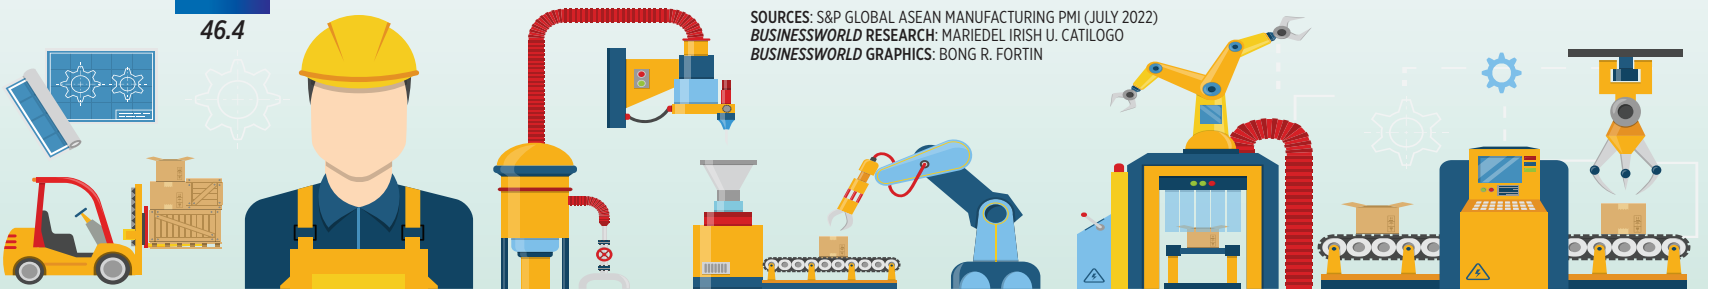 46.4
SOURCES: S&P GLOBAL ASEAN MANUFACTURING PMI (JULY 2022)
BUSINESSWORLD RESEARCH: MARIEDEL IRISH U. CATILOGO
BUSINESSWORLD GRAPHICS: BONG R. FORTIN